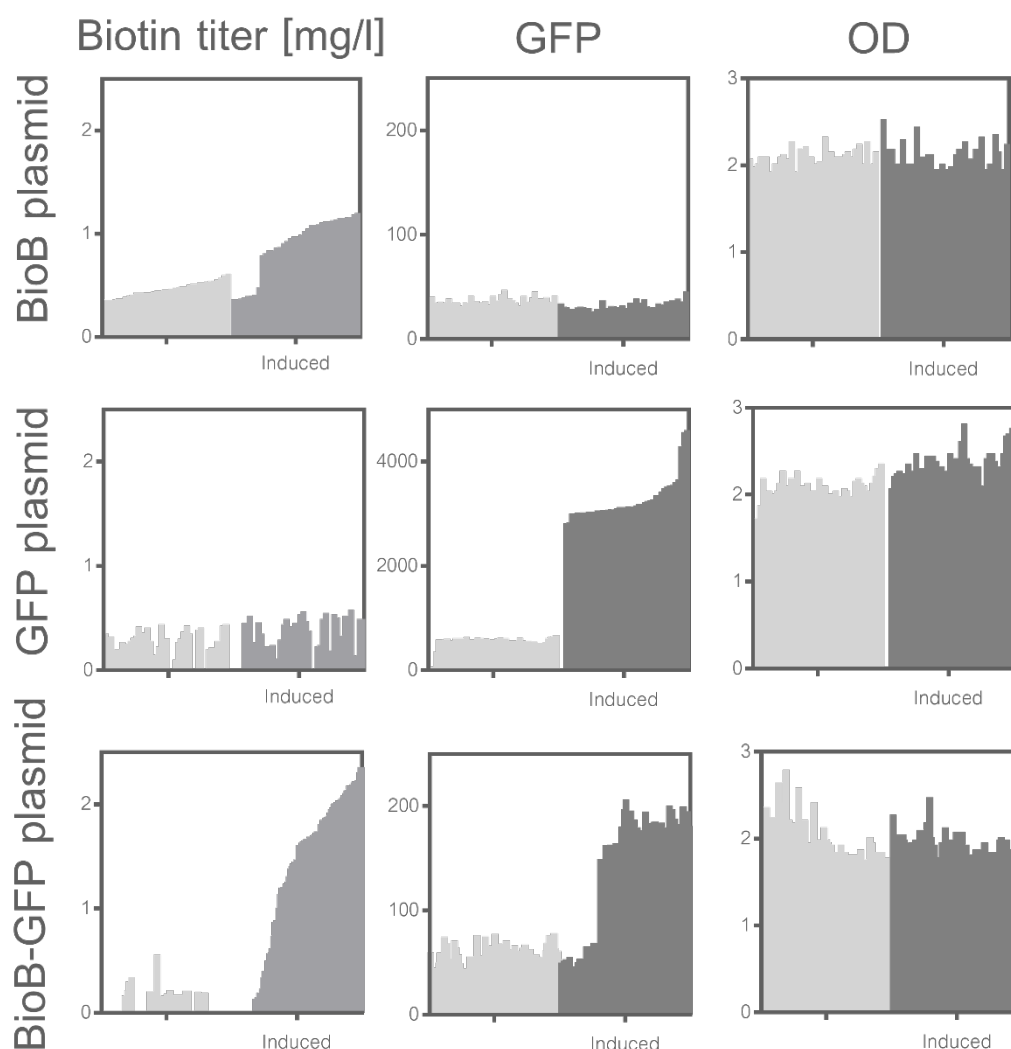 Biotin titer [mg/l] GFP OD
BioB plasmid
2
1
0
Induced
200
100
0
Induced
3
2
1
0
Induced
GFP plasmid
2
1
0
Induced
4000
2000
0
Induced
3
2
1
0
Induced
BioB-GFP plasmid
2
1
0
Induced
200
100
0
Induced
3
2
1
0
Induced